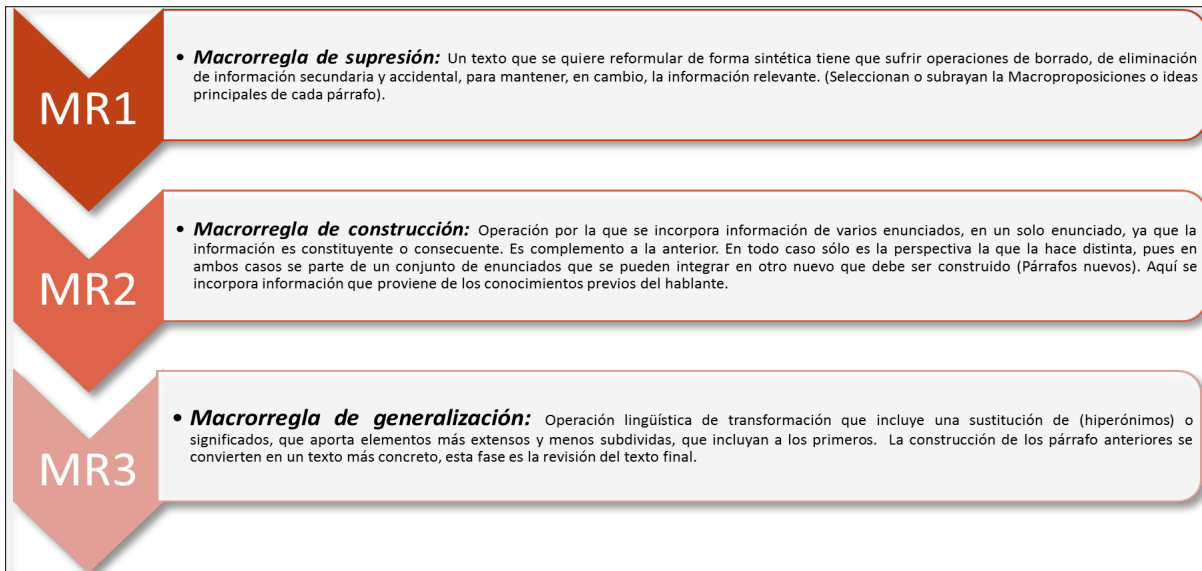 MR1
• Macrorregla de supresión: Un texto que se quiere reformular de forma sintética tiene que sufrir operaciones de borrado, de eliminación
de información secundaria y accidental, para mantener, en cambio, la información relevante. (Seleccionan o subrayan la Macroproposiciones o ideas
principales de cada párrafo).
MR2
• Macrorregla de construcción: Operación por la que se incorpora información de varios enunciados, en un solo enunciado, ya que la
información es constituyente o consecuente. Es complemento a la anterior. En todo caso sólo es la perspectiva la que la hace distinta, pues en
ambos casos se parte de un conjunto de enunciados que se pueden integrar en otro nuevo que debe ser construido (Párrafos nuevos). Aquí se
incorpora información que proviene de los conocimientos previos del hablante.
MR3
• Macrorregla de generalización: Operación lingüística de transformación que incluye una sustitución de (hiperónimos) o
significados, que aporta elementos más extensos y menos subdividas, que incluyan a los primeros. La construcción de los párrafo anteriores se
convierten en un texto más concreto, esta fase es la revisión del texto final.